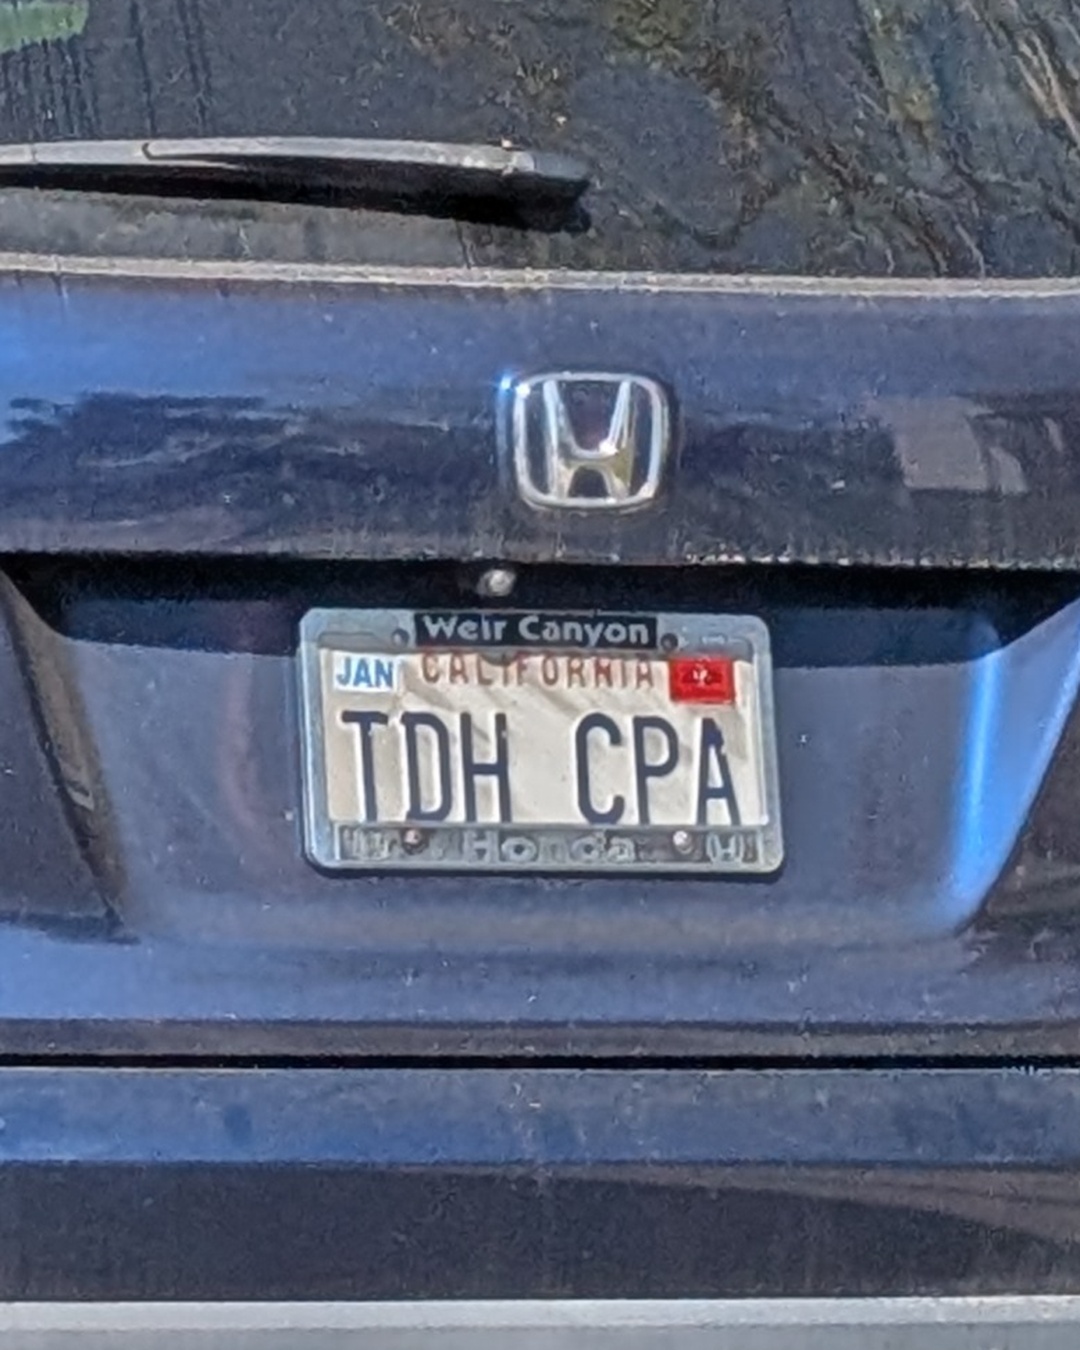 Weir Canyon
JAN CALIFORNIA
TDH CPA
Honda